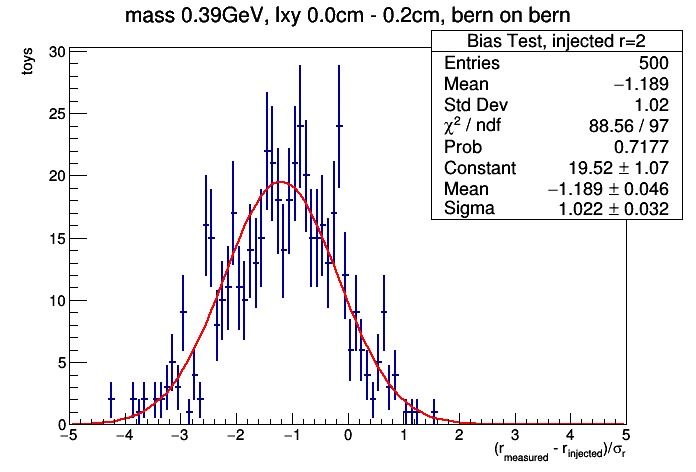 mass 0.39GeV, lxy 0.0cm - 0.2cm, bern on bern
toys
Bias Test, injected r=2
Entries 500
Mean −1.189
Std Dev 1.02
χ² / ndf 88.56 / 97
Prob 0.7177
Constant 19.52 ± 1.07
Mean −1.189 ± 0.046
Sigma 1.022 ± 0.032
30
25
20
15
10
5
0
−5 −4 −3 −2 −1 0 1 2 3 4 5
(r_measured - r_injected)/σ_r